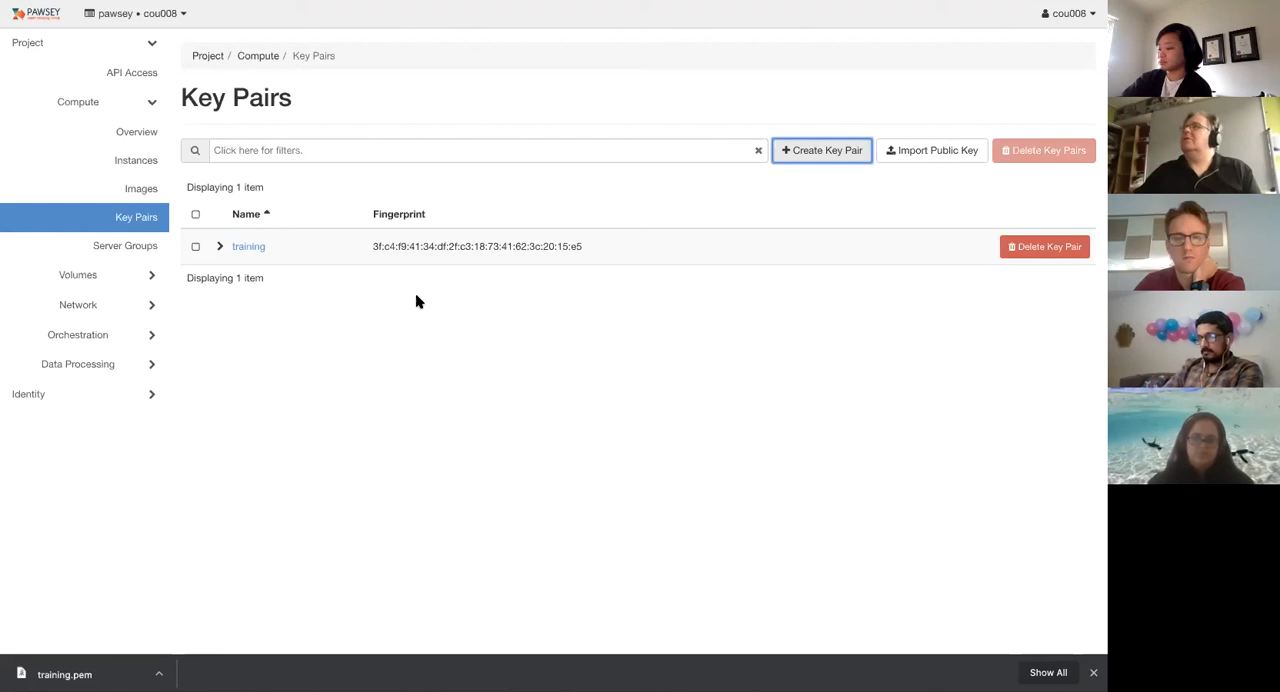 PAWSEY
pawsey • cou008
cou008
Project
API Access
Compute
Overview
Instances
Images
Key Pairs
Server Groups
Volumes
Network
Orchestration
Data Processing
Identity
Project / Compute / Key Pairs
Key Pairs
Click here for filters.
Create Key Pair
Import Public Key
Delete Key Pairs
Displaying 1 item
Name
Fingerprint
training
3f:c4:f9:41:34:df:2f:c3:18:73:41:62:3c:20:15:e5
Delete Key Pair
Displaying 1 item
training.pem
Show All